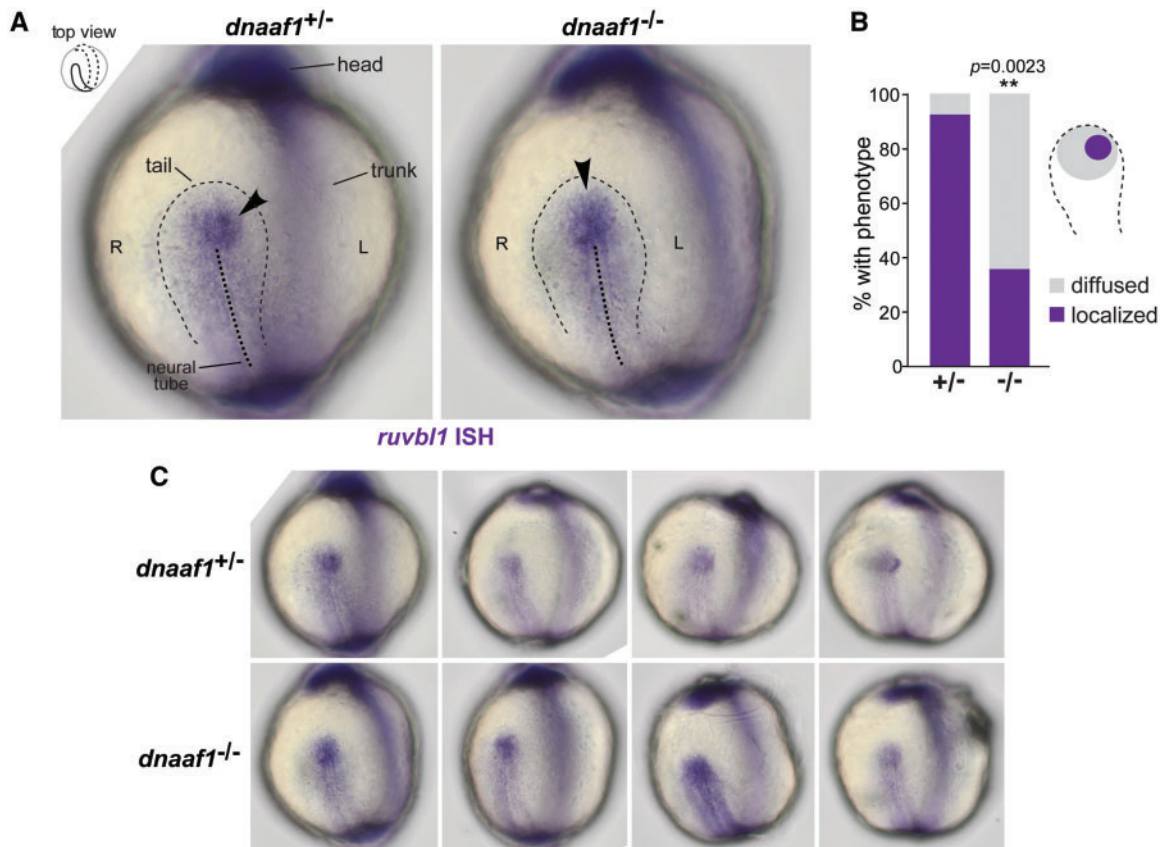 A
top view
dnaaf1+/-
dnaaf1-/-
head
tail
trunk
R
L
neural
tube
R
L
ruvbl1 ISH
B
p=0.0023
**
100
80
60
40
20
0
% with phenotype
+/-
-/-
diffused
localized
C
dnaaf1+/-
dnaaf1-/-